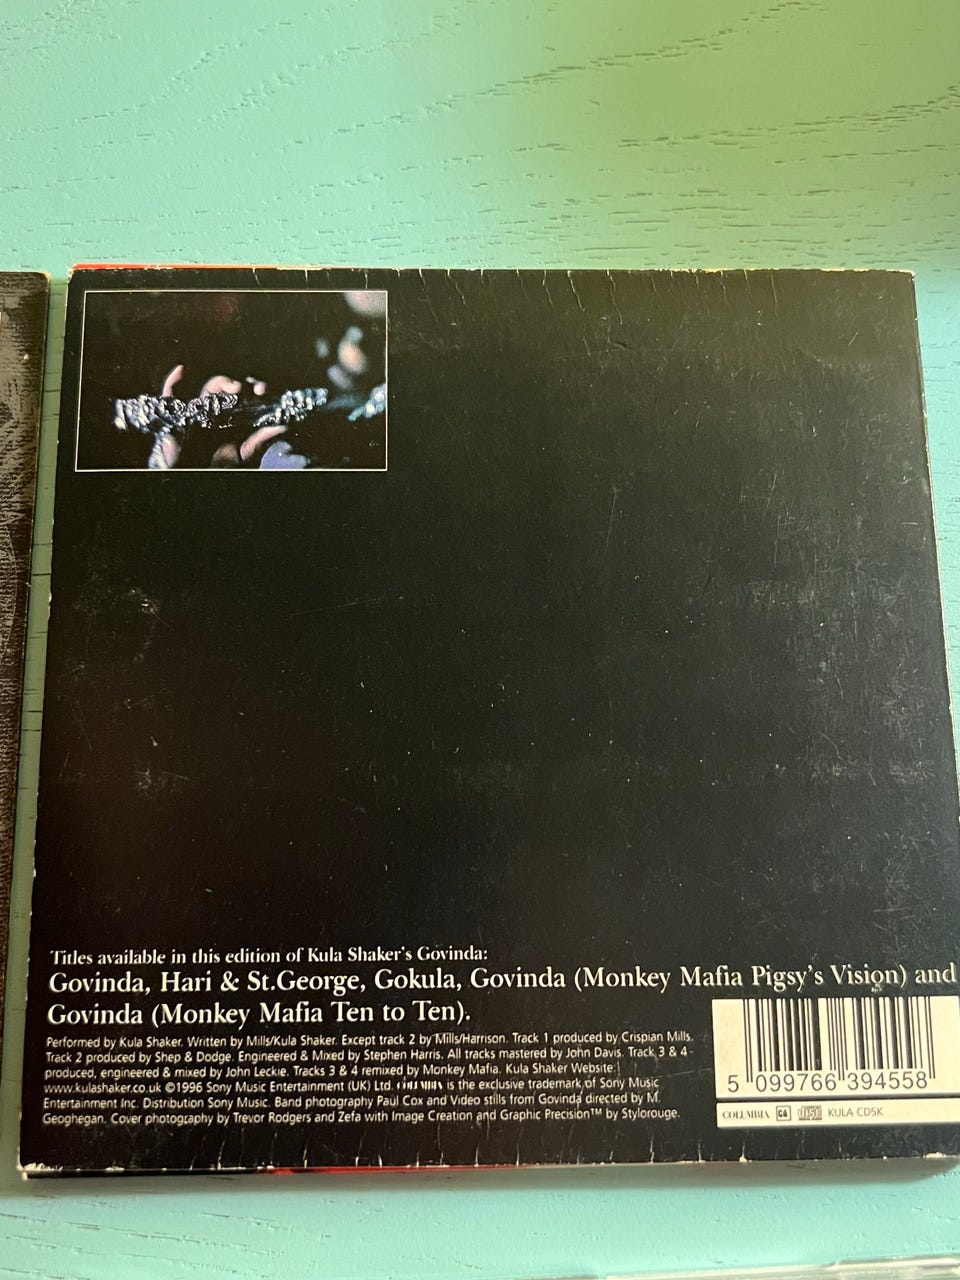 Titles available in this edition of Kula Shaker's Govinda:
Govinda, Hari & St.George, Gokula, Govinda (Monkey Mafia Pigsy's Vision) and
Govinda (Monkey Mafia Ten to Ten).
Performed by Kula Shaker. Written by Mills/Kula Shaker. Except track 2 by Mills/Harrison. Track 1 produced by Crispian Mills.
Track 2 produced by Shep & Dodge. Engineered & Mixed by Stephen Harris. All tracks mastered by John Davis. Track 3 & 4
produced, engineered & mixed by John Leckie. Tracks 3 & 4 remixed by Monkey Mafia. Kula Shaker Website:
www.kulashaker.co.uk ©1996 Sony Music Entertainment (UK) Ltd. COLUMBIA is the exclusive trademark of Sony Music
Entertainment Inc. Distribution Sony Music. Band photography Paul Cox and Video stills from Govinda directed by M.
Geoghegan. Cover photography by Trevor Rodgers and Zefa with Image Creation and Graphic Precision™ by Stylorouge.
5 099766 394558
COLUMBIA CA disc KULA CD5K